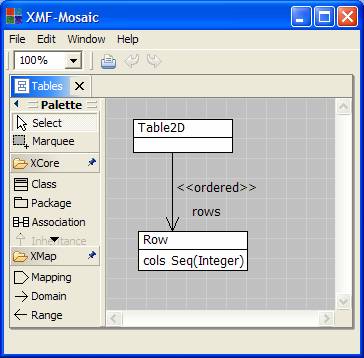 XMF-Mosaic
File Edit Window Help
100%
Tables
Palette
Select
Marquee
XCore
Class
Package
Association
Inheritance
XMap
Mapping
Domain
Range
Table2D
<<ordered>>
rows
Row
cols Seq(Integer)